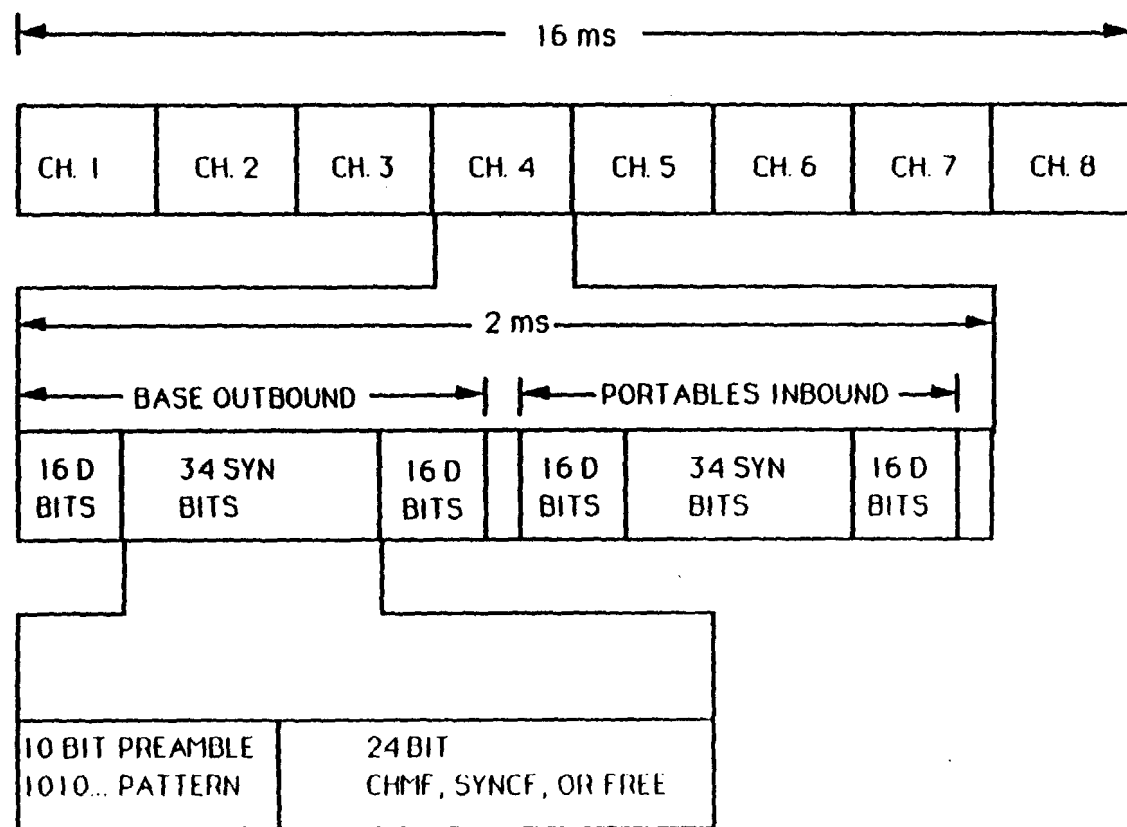 16 ms
CH. 1 CH. 2 CH. 3 CH. 4 CH. 5 CH. 6 CH. 7 CH. 8
2 ms
BASE OUTBOUND PORTABLES INBOUND
16 D 34 SYN 16 D 16 D 34 SYN 16 D
BITS BITS BITS BITS BITS BITS
10 BIT PREAMBLE 24 BIT
1010... PATTERN CHMF, SYNCF, OR FREE